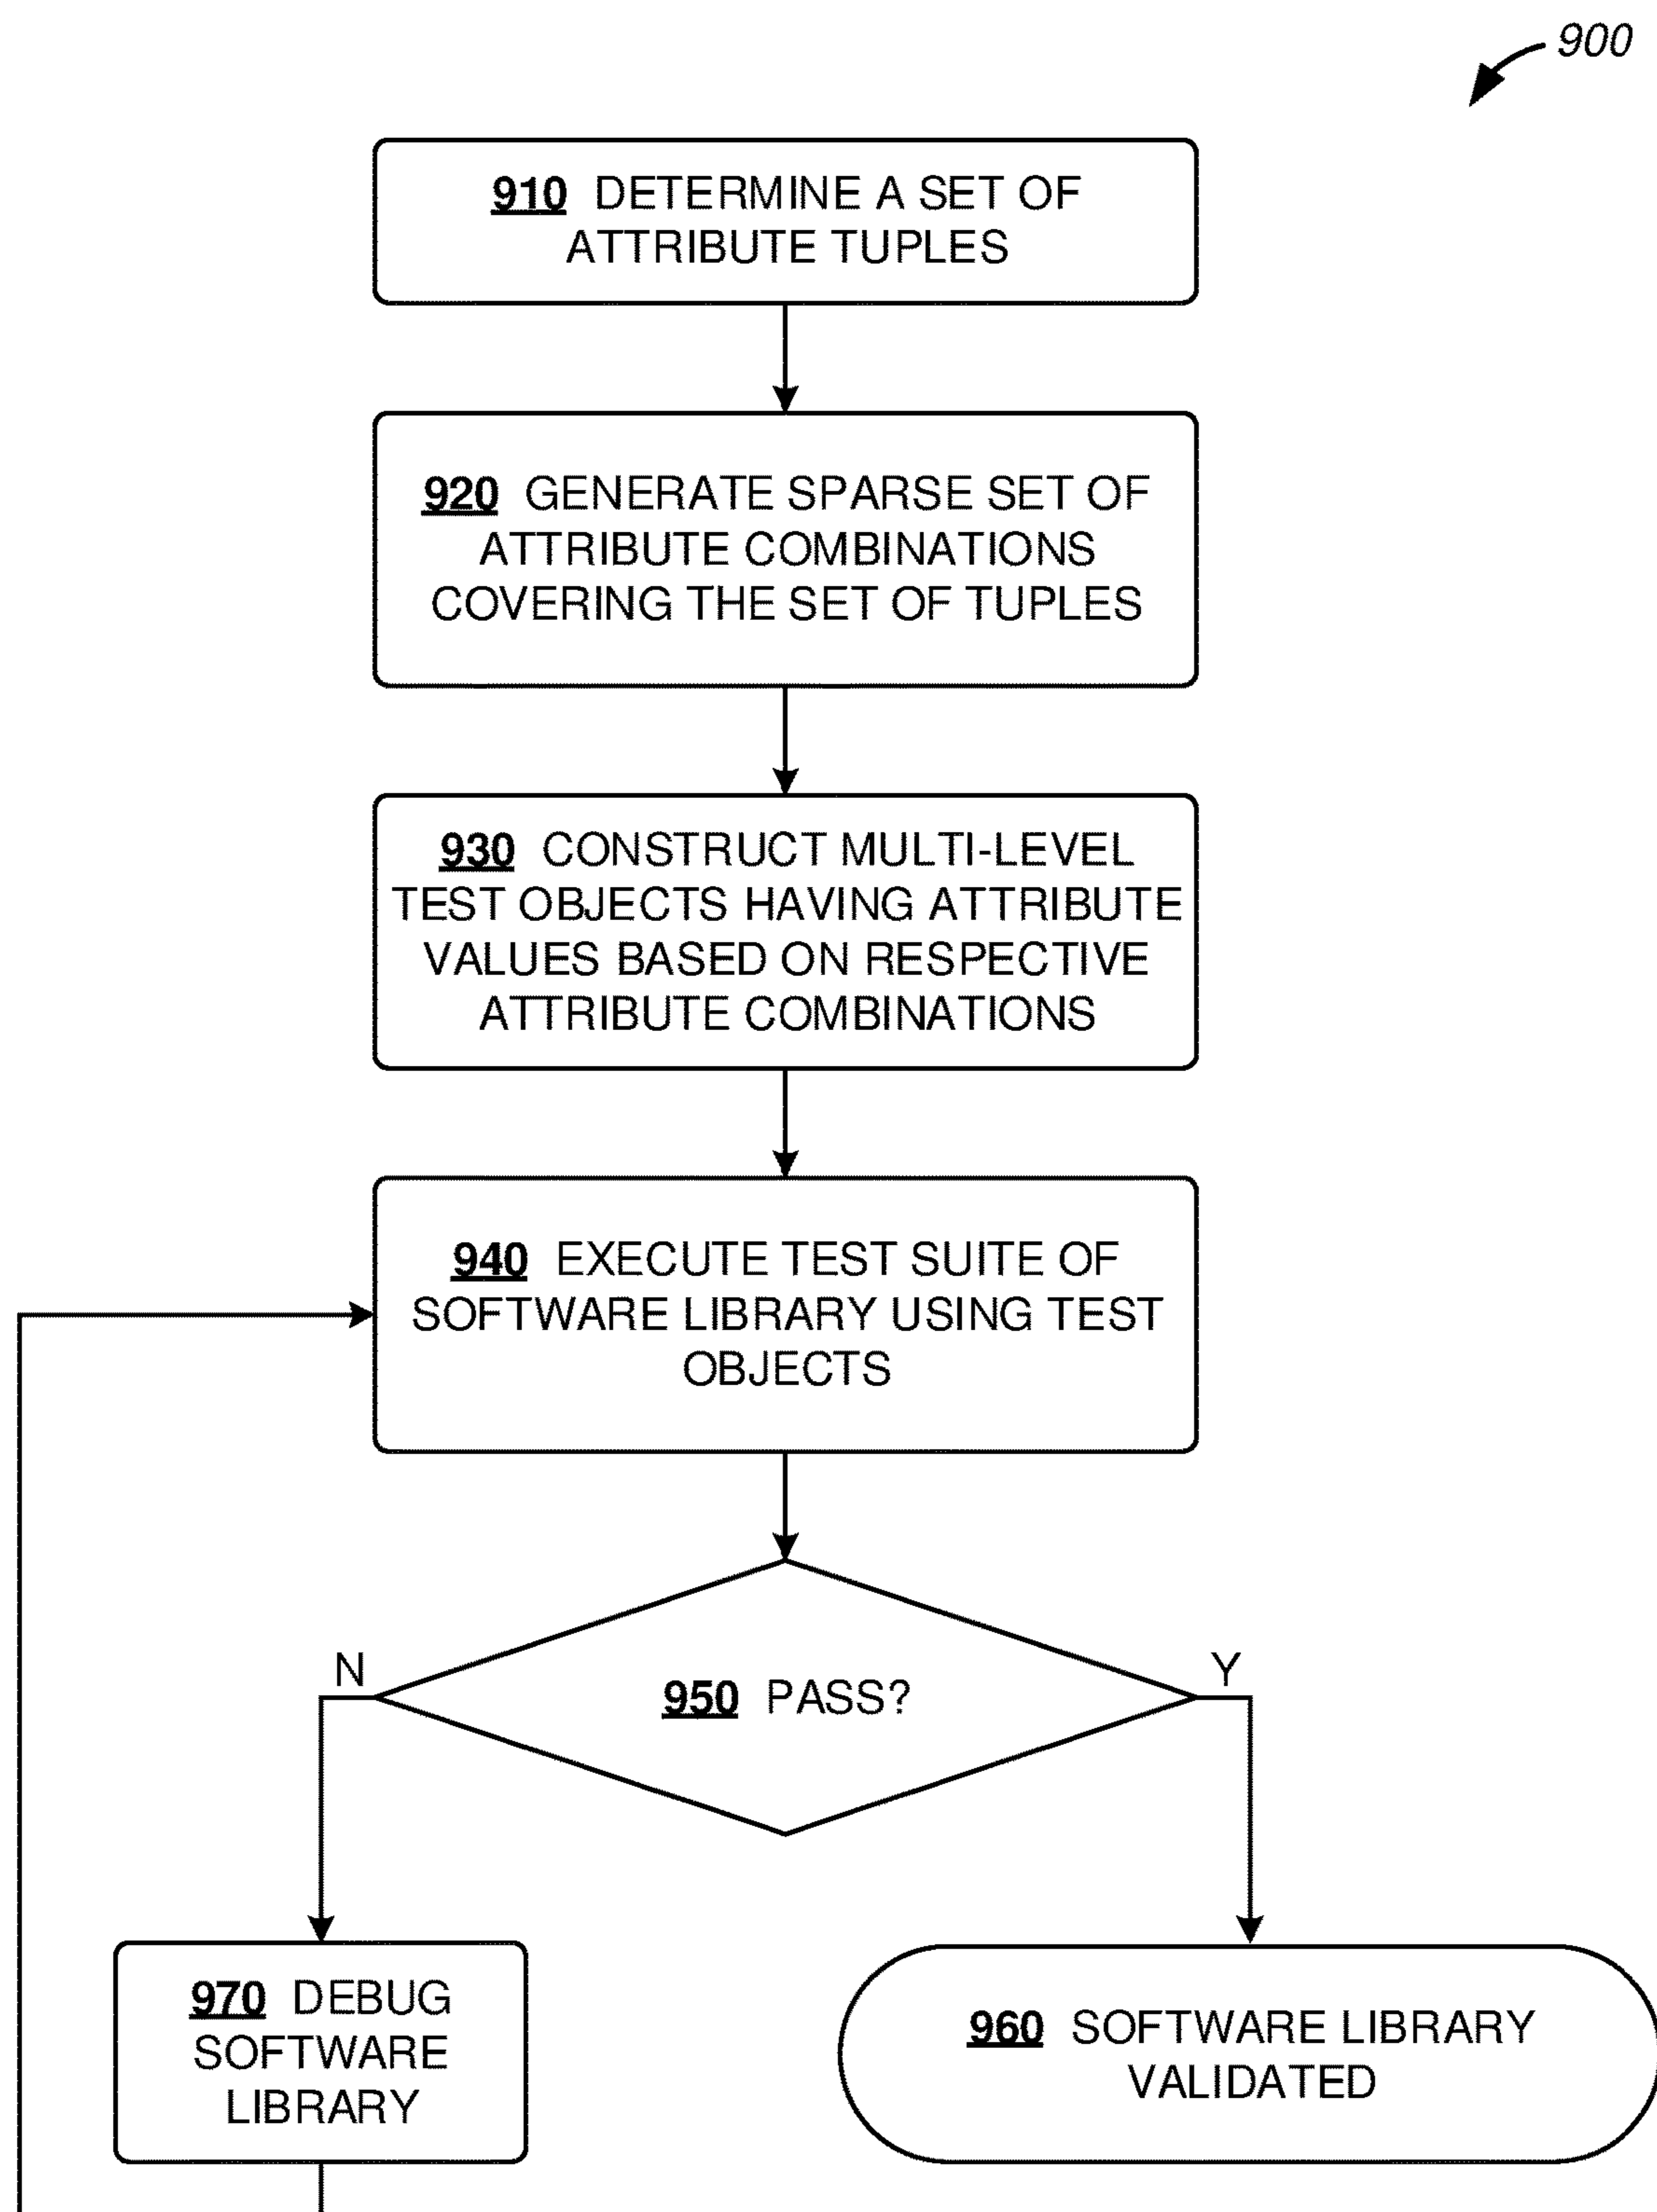 900
910 DETERMINE A SET OF
ATTRIBUTE TUPLES
920 GENERATE SPARSE SET OF
ATTRIBUTE COMBINATIONS
COVERING THE SET OF TUPLES
930 CONSTRUCT MULTI-LEVEL
TEST OBJECTS HAVING ATTRIBUTE
VALUES BASED ON RESPECTIVE
ATTRIBUTE COMBINATIONS
940 EXECUTE TEST SUITE OF
SOFTWARE LIBRARY USING TEST
OBJECTS
N
Y
950 PASS?
970 DEBUG
SOFTWARE
LIBRARY
960 SOFTWARE LIBRARY
VALIDATED